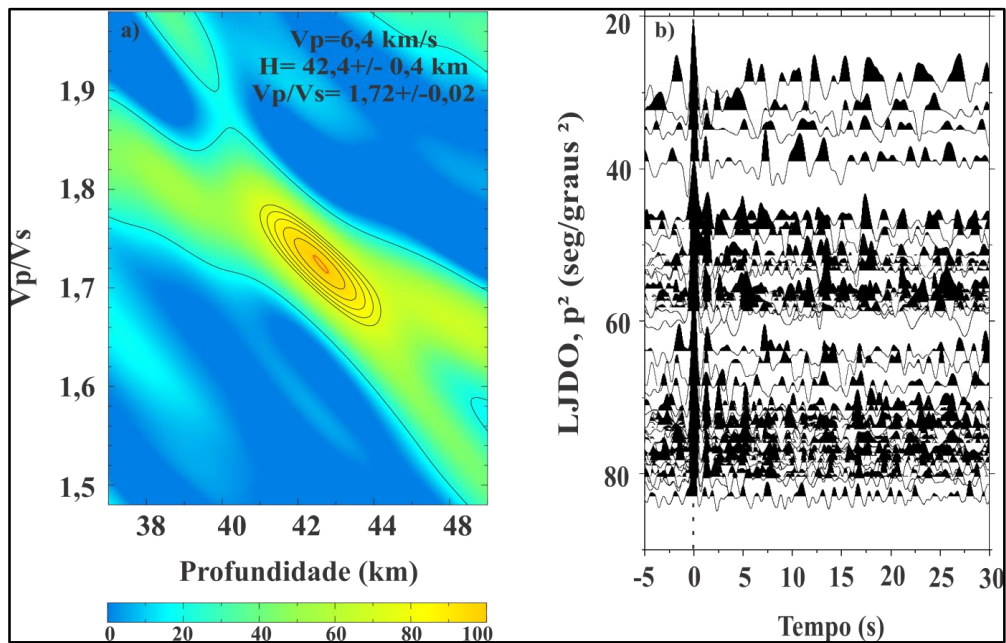 a)
Vp=6,4 km/s
H= 42,4+/- 0,4 km
Vp/Vs= 1,72+/-0,02
Vp/Vs
1,9
1,8
1,7
1,6
1,5
38 40 42 44 46 48
Profundidade (km)
0 20 40 60 80 100
b)
LJDO, p² (seg/graus ²)
20
40
60
80
-5 0 5 10 15 20 25 30
Tempo (s)